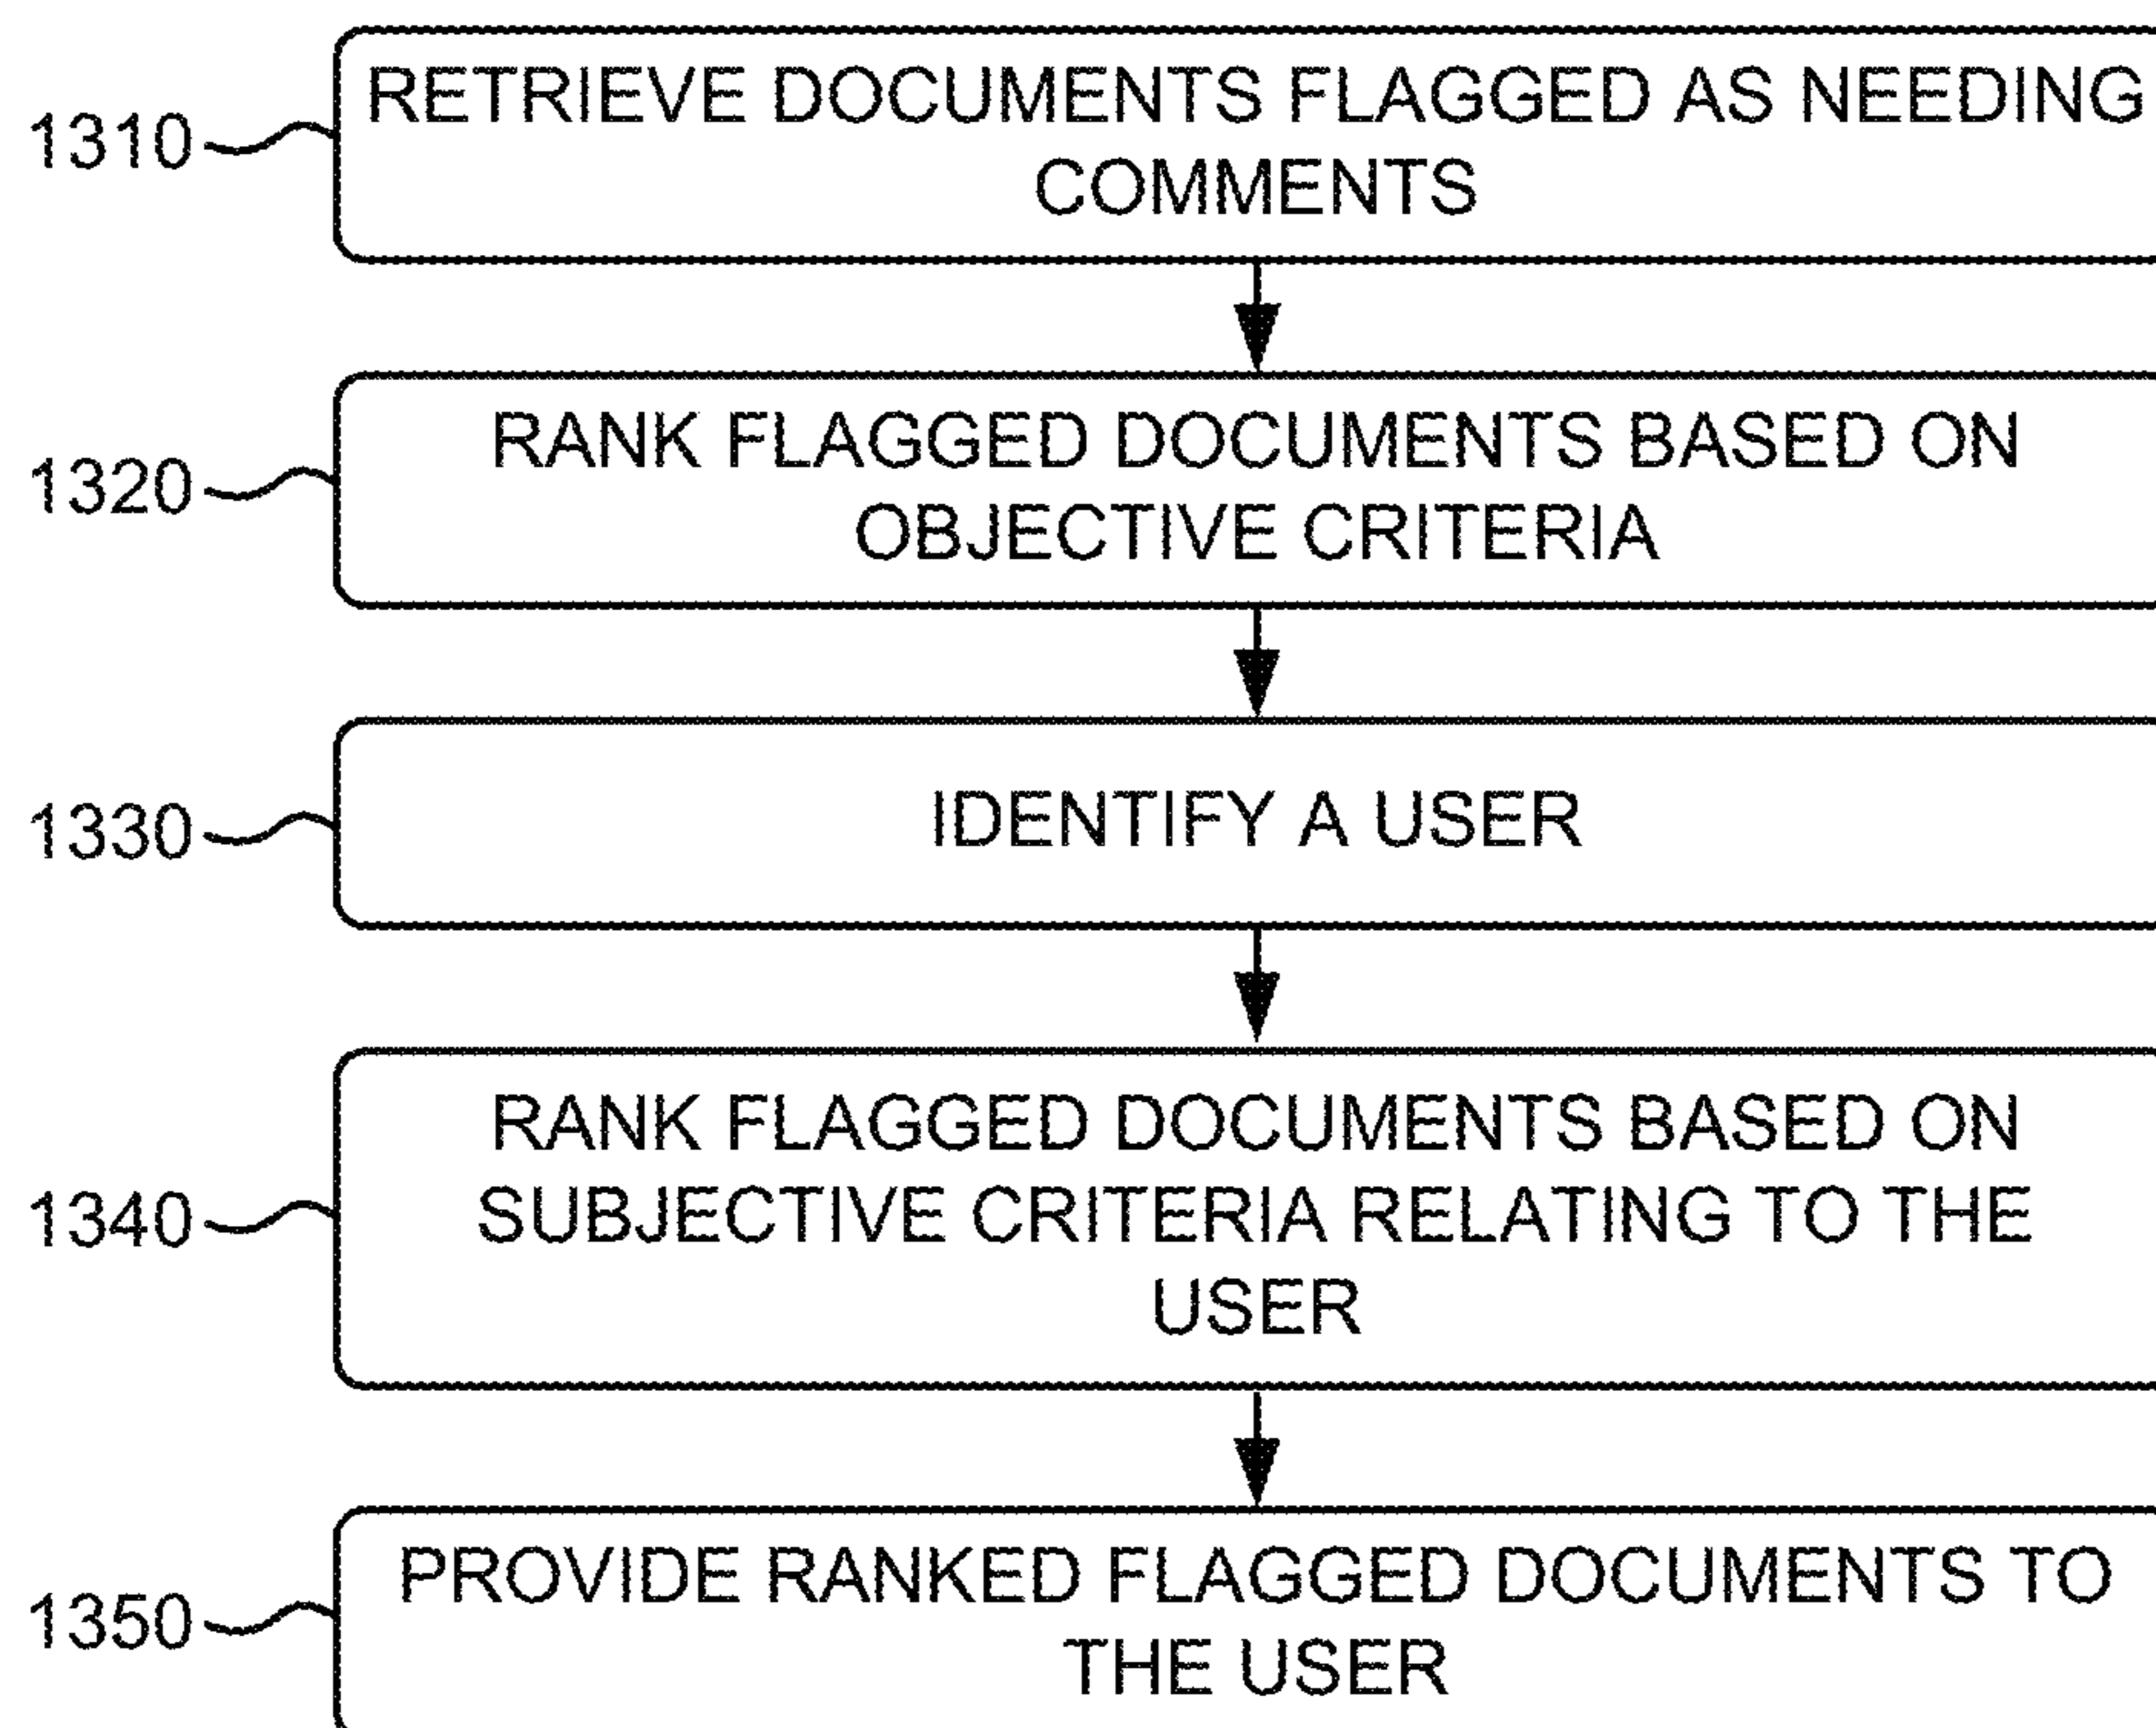 1310
RETRIEVE DOCUMENTS FLAGGED AS NEEDING
COMMENTS
1320
RANK FLAGGED DOCUMENTS BASED ON
OBJECTIVE CRITERIA
1330
IDENTIFY A USER
1340
RANK FLAGGED DOCUMENTS BASED ON
SUBJECTIVE CRITERIA RELATING TO THE
USER
1350
PROVIDE RANKED FLAGGED DOCUMENTS TO
THE USER